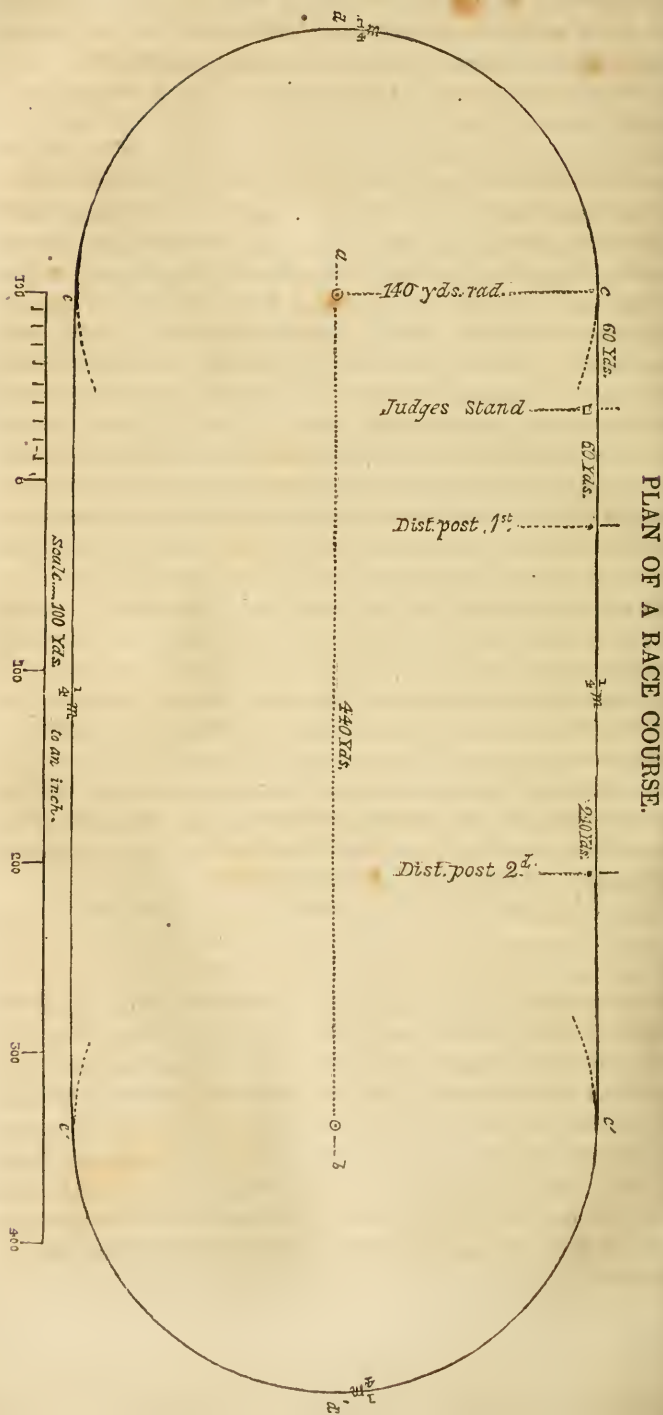 PLAN OF A RACE COURSE.
d
1/4 m
a
140 yds. rad.
c
60 Yds.
Judges Stand
60 Yds.
Dist. post 1st.
1/4 m
440 Yds.
240 Yds.
Dist. post 2d.
b
c'
c
c'
1/4 m
d'
1/4 m
Scale 100 Yds. to an inch.
100
0
100
200
300
400